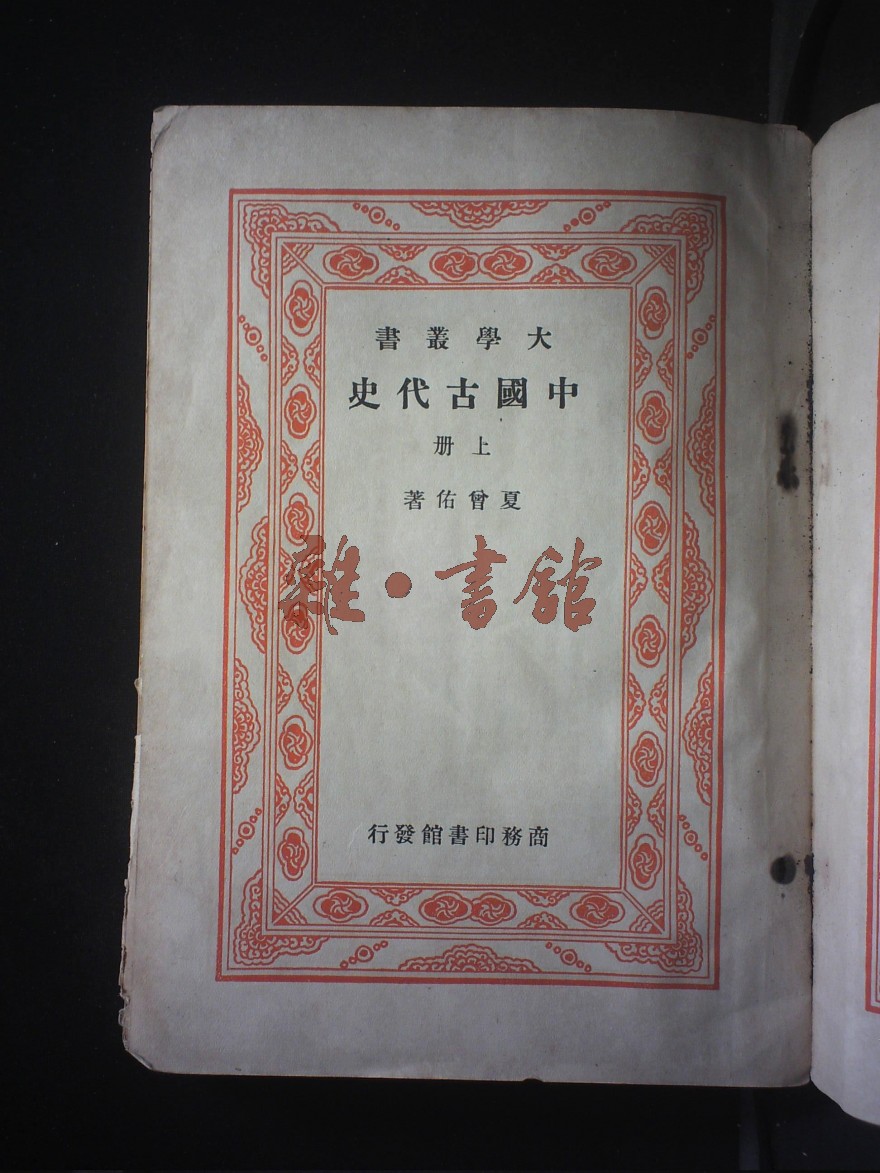 大學叢書
中國古代史
上册
夏曾佑著
雜·書館
商務印書館發行